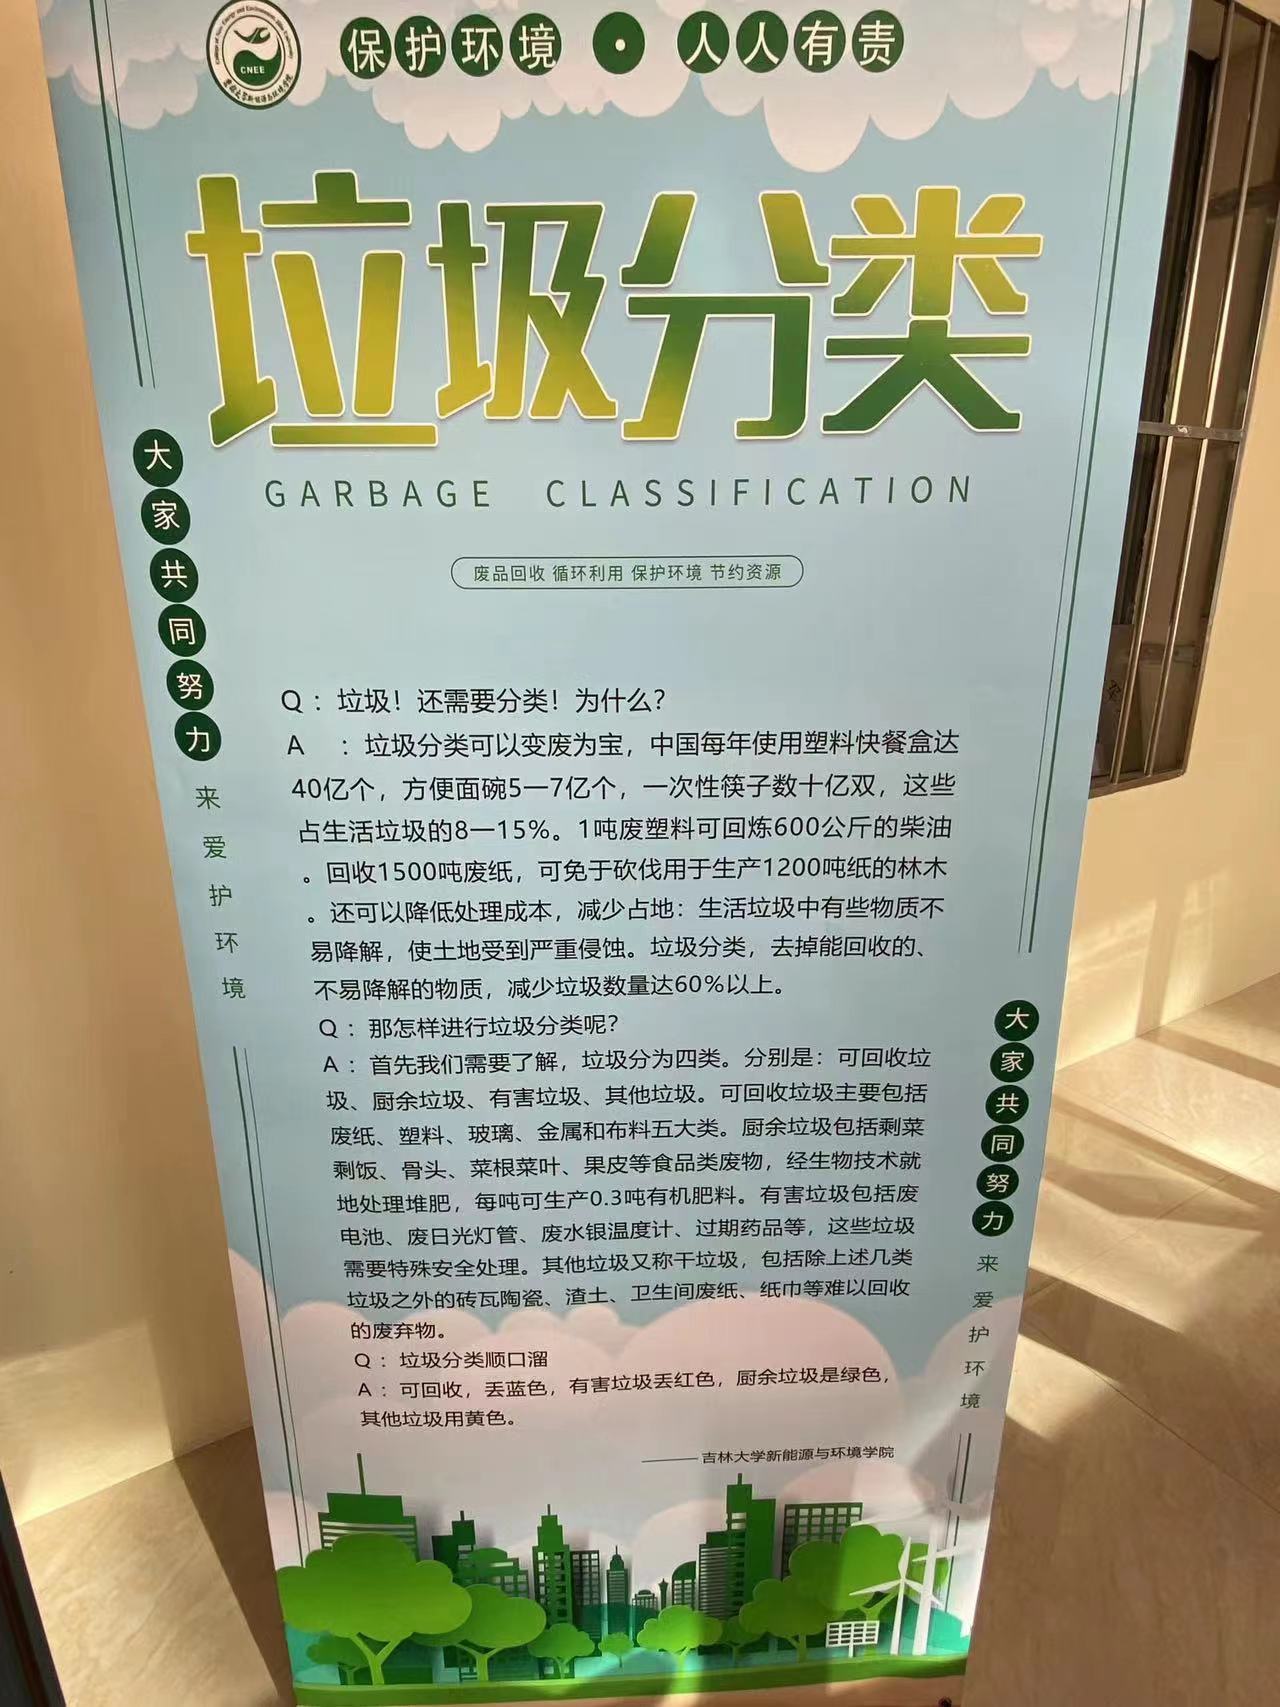 CNEE
保护环境·人人有责
垃圾分类
GARBAGE CLASSIFICATION
废品回收 循环利用 保护环境 节约资源
大家共同努力
来爱护环境
Q：垃圾！还需要分类！为什么？
A ：垃圾分类可以变废为宝，中国每年使用塑料快餐盒达
40亿个，方便面碗5一7亿个，一次性筷子数十亿双，这些
占生活垃圾的8一15%。1吨废塑料可回炼600公斤的柴油
。回收1500吨废纸，可免于砍伐用于生产1200吨纸的林木
。还可以降低处理成本，减少占地：生活垃圾中有些物质不
易降解，使土地受到严重侵蚀。垃圾分类，去掉能回收的、
不易降解的物质，减少垃圾数量达60%以上。
Q：那怎样进行垃圾分类呢？
A：首先我们需要了解，垃圾分为四类。分别是：可回收垃
圾、厨余垃圾、有害垃圾、其他垃圾。可回收垃圾主要包括
废纸、塑料、玻璃、金属和布料五大类。厨余垃圾包括剩菜
剩饭、骨头、菜根菜叶、果皮等食品类废物，经生物技术就
地处理堆肥，每吨可生产0.3吨有机肥料。有害垃圾包括废
电池、废日光灯管、废水银温度计、过期药品等，这些垃圾
需要特殊安全处理。其他垃圾又称干垃圾，包括除上述几类
垃圾之外的砖瓦陶瓷、渣土、卫生间废纸、纸巾等难以回收
的废弃物。
Q：垃圾分类顺口溜
A：可回收，丢蓝色，有害垃圾丢红色，厨余垃圾是绿色，
其他垃圾用黄色。
——吉林大学新能源与环境学院
大家共同努力
来爱护环境